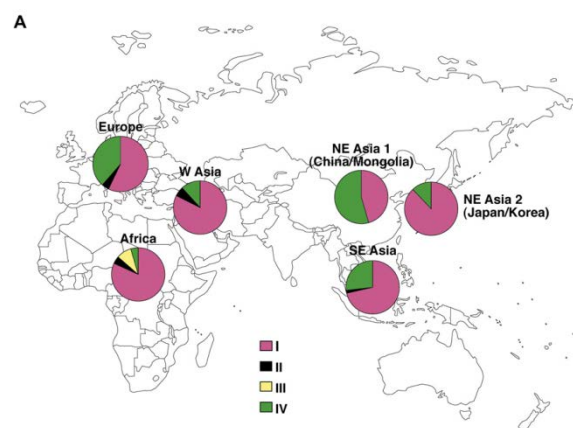 A
Europe
W Asia
NE Asia 1
(China/Mongolia)
NE Asia 2
(Japan/Korea)
Africa
SE Asia
I
II
III
IV